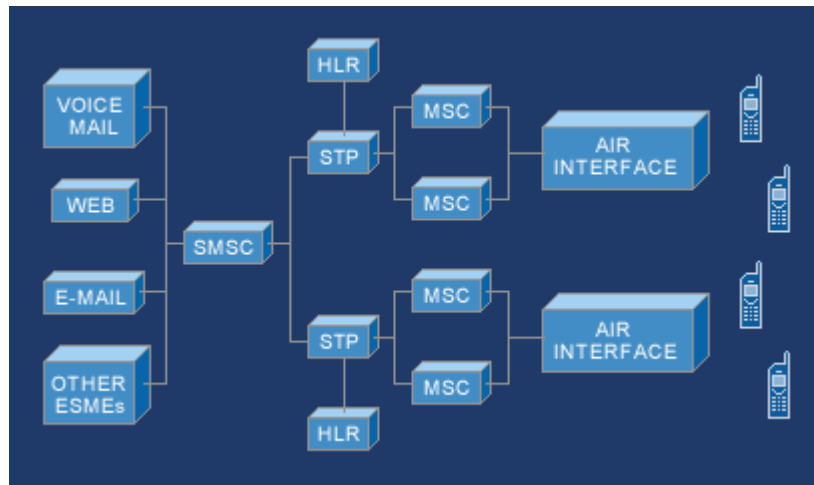 VOICE
MAIL
WEB
E-MAIL
OTHER
ESMEs
SMSC
HLR
STP
MSC
MSC
AIR
INTERFACE
MSC
STP
MSC
HLR
AIR
INTERFACE